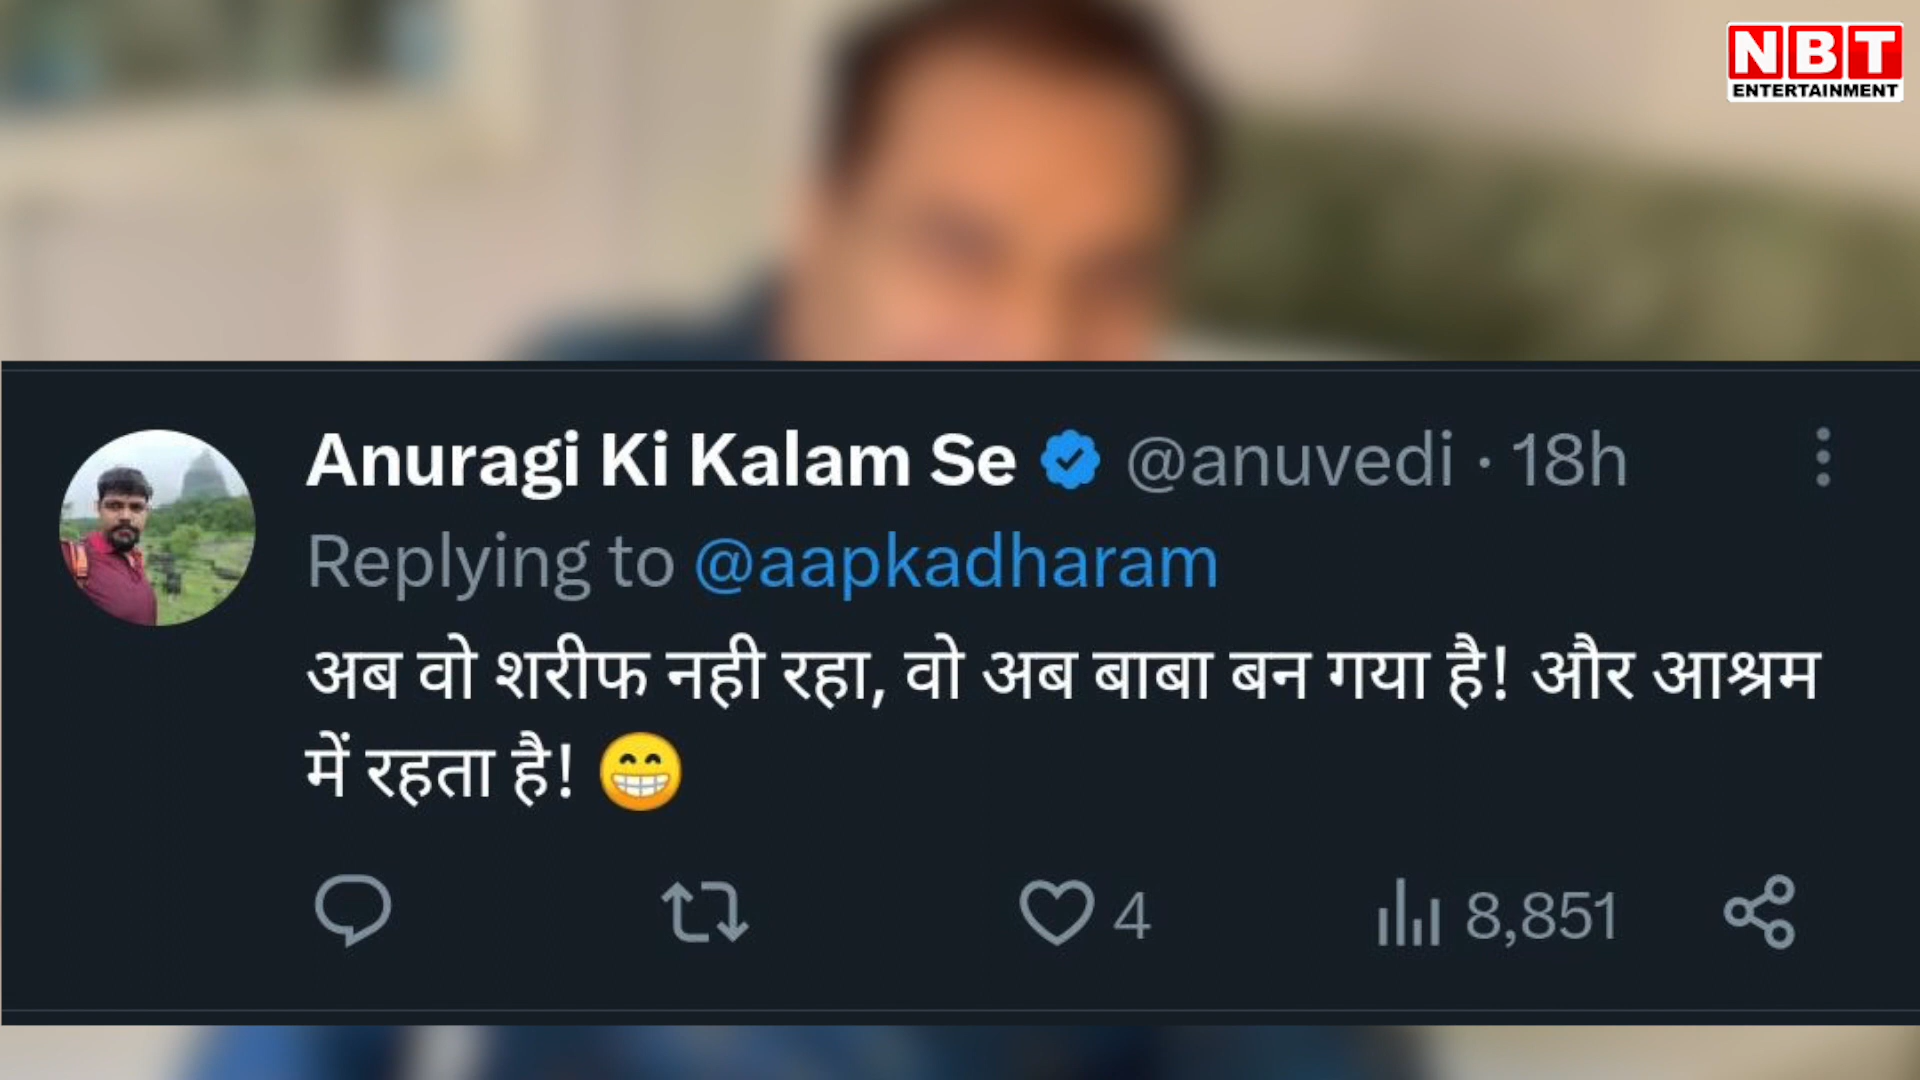 NBT
ENTERTAINMENT
Anuragi Ki Kalam Se @anuvedi · 18h
Replying to @aapkadharam
अब वो शरीफ नही रहा, वो अब बाबा बन गया है! और आश्रम
में रहता है! 😁
4 8,851